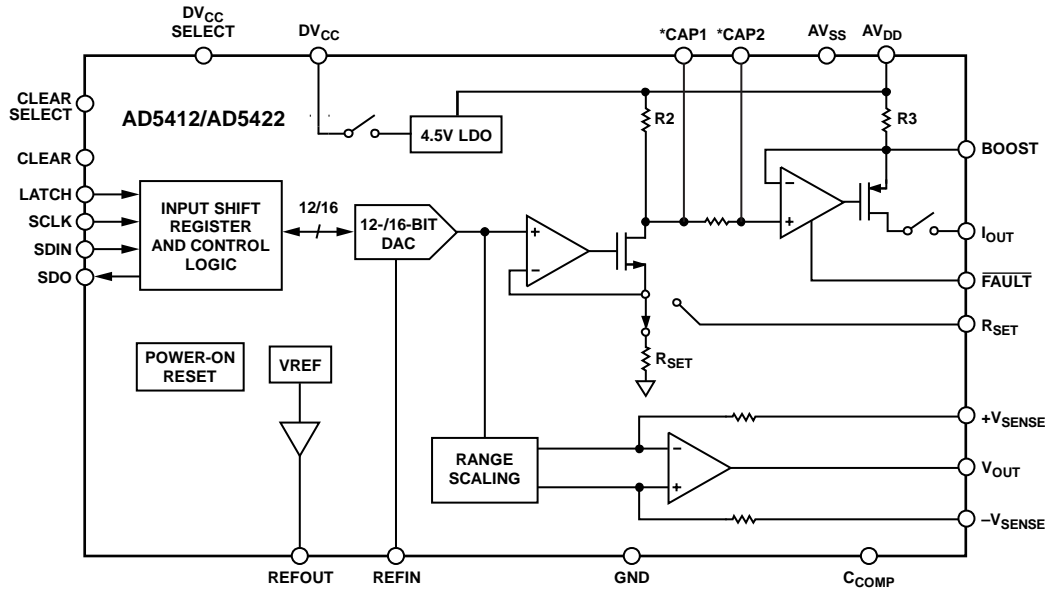 DVCC
SELECT
DVCC
*CAP1
*CAP2
AVSS
AVDD
CLEAR
SELECT
AD5412/AD5422
4.5V LDO
R2
R3
CLEAR
BOOST
LATCH
SCLK
SDIN
SDO
INPUT SHIFT
REGISTER
AND CONTROL
LOGIC
12/16
12-/16-BIT
DAC
+
−
−
+
IOUT
FAULT
RSET
RSET
POWER-ON
RESET
VREF
RANGE
SCALING
−
+
+VSENSE
VOUT
−VSENSE
REFOUT
REFIN
GND
CCOMP